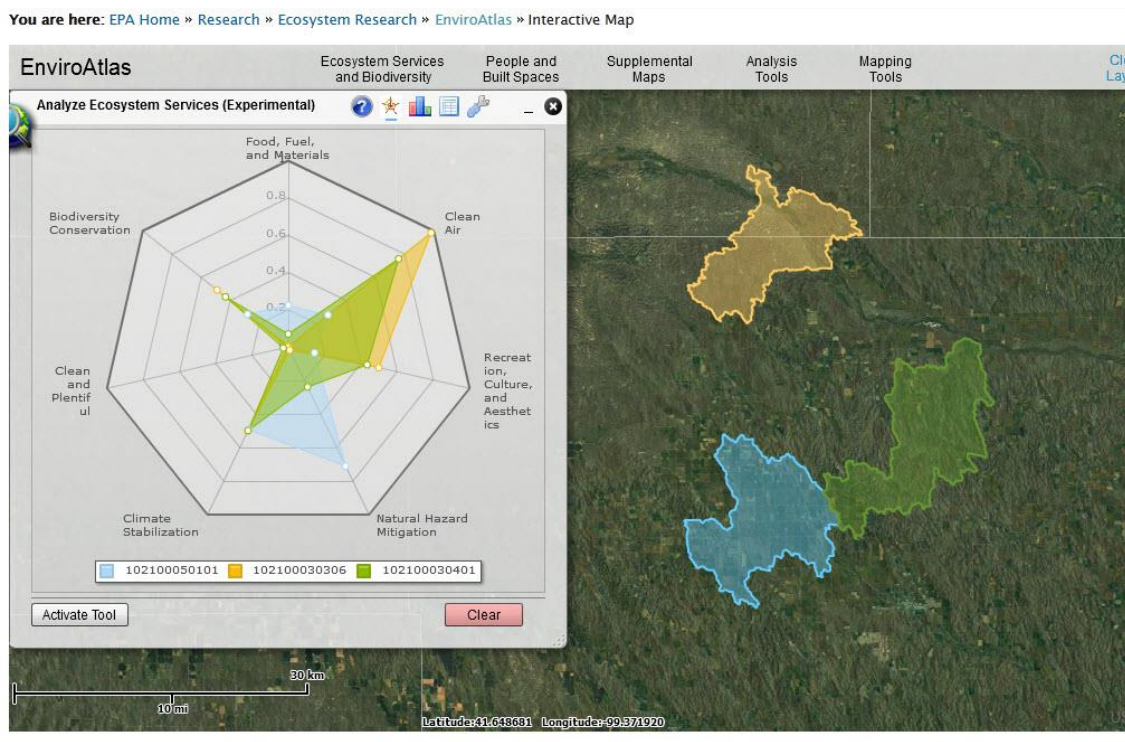 You are here: EPA Home » Research » Ecosystem Research » EnviroAtlas » Interactive Map
EnviroAtlas
Ecosystem Services
and Biodiversity
People and
Built Spaces
Supplemental
Maps
Analysis
Tools
Mapping
Tools
Analyze Ecosystem Services (Experimental)
Food, Fuel,
and Materials
1
0.8
0.6
0.4
0.2
Clean
Air
Biodiversity
Conservation
Recreat
ion,
Culture,
and
Aesthet
ics
Clean
and
Plentif
ul
Climate
Stabilization
Natural Hazard
Mitigation
102100050101 102100030306 102100030401
Activate Tool
Clear
30 km
10 mi
Latitude:41.648681 Longitude:-99.371920